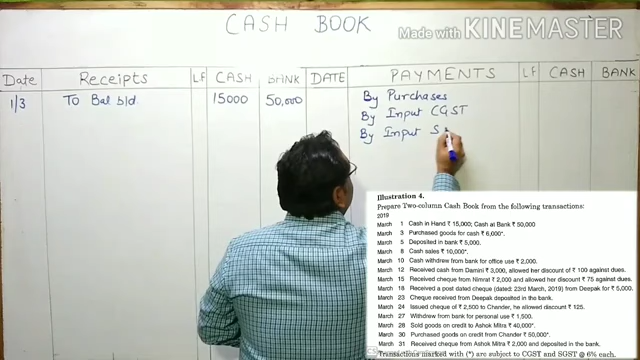 CASH BOOK
Made with KINEMASTER
Date Receipts LF CASH BANK DATE PAYMENTS LF CASH BANK
1/3 To Bal b/d. 15000 50,000 By Purchases
By Input CGST
By Input S
Illustration 4.
Prepare Two-column Cash Book from the following transactions:
2019
March 1 Cash in Hand ₹ 15,000; Cash at Bank ₹ 50,000
March 3 Purchased goods for cash ₹ 6,000*.
March 5 Deposited in bank ₹ 5,000.
March 8 Cash sales ₹ 10,000*.
March 10 Cash withdrew from bank for office use ₹ 2,000.
March 12 Received cash from Damini ₹ 3,000, allowed her discount of ₹ 100 against dues.
March 15 Received cheque from Nimrat ₹ 2,000 and allowed her discount ₹ 75 against dues.
March 18 Received a post dated cheque (dated: 23rd March, 2019) from Deepak for ₹ 5,000.
March 23 Cheque received from Deepak deposited in the bank.
March 24 Issued cheque of ₹ 2,500 to Chander, he allowed discount ₹ 125.
March 27 Withdrew from bank for personal use ₹ 1,500.
March 28 Sold goods on credit to Ashok Mitra ₹ 40,000*.
March 30 Purchased goods on credit from Chander ₹ 50,000*.
March 31 Received cheque from Ashok Mitra ₹ 2,000 and deposited in the bank.
Transactions marked with (*) are subject to CGST and SGST @ 6% each.